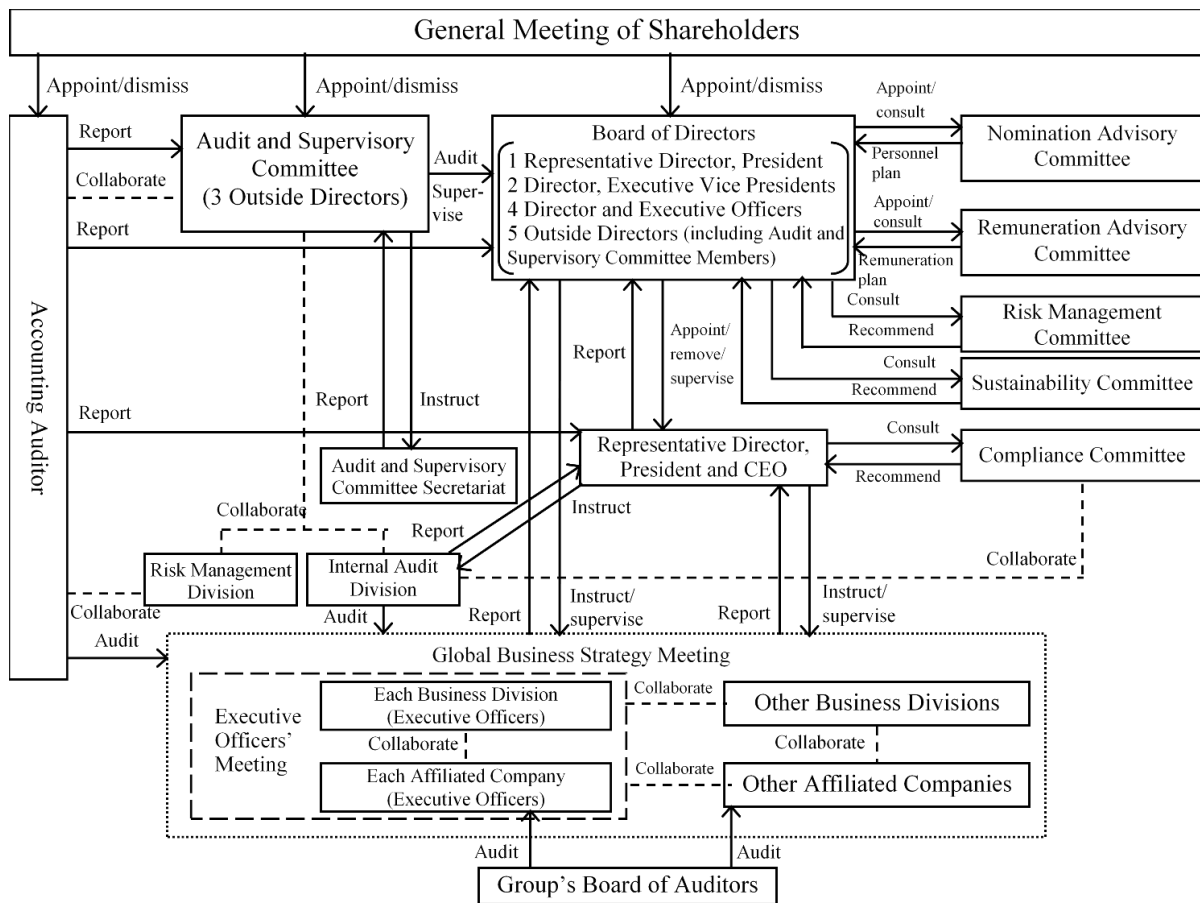 General Meeting of Shareholders
Appoint/dismiss
Appoint/dismiss
Appoint/dismiss
Accounting Auditor
Report
Collaborate
Report
Audit and Supervisory
Committee
(3 Outside Directors)
Audit
Super-
vise
Board of Directors
1 Representative Director, President
2 Director, Executive Vice Presidents
4 Director and Executive Officers
5 Outside Directors (including Audit and
Supervisory Committee Members)
Appoint/
consult
Personnel
plan
Nomination Advisory
Committee
Appoint/
consult
Remuneration
plan
Remuneration Advisory
Committee
Consult
Recommend
Risk Management
Committee
Consult
Recommend
Sustainability Committee
Report
Appoint/
remove/
supervise
Report
Report
Instruct
Audit and Supervisory
Committee Secretariat
Representative Director,
President and CEO
Consult
Recommend
Compliance Committee
Collaborate
Report
Instruct
Risk Management
Division
Internal Audit
Division
Collaborate
Collaborate
Audit
Audit
Report
Instruct/
supervise
Report
Instruct/
supervise
Global Business Strategy Meeting
Executive
Officers’
Meeting
Each Business Division
(Executive Officers)
Collaborate
Each Affiliated Company
(Executive Officers)
Collaborate
Other Business Divisions
Collaborate
Collaborate
Other Affiliated Companies
Audit
Audit
Group’s Board of Auditors